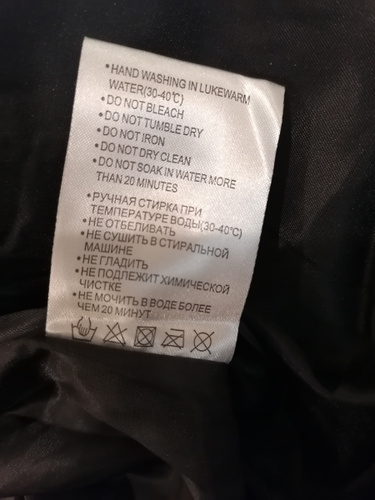 • HAND WASHING IN LUKEWARM
WATER(30-40℃)
• DO NOT BLEACH
• DO NOT TUMBLE DRY
• DO NOT IRON
• DO NOT DRY CLEAN
• DO NOT SOAK IN WATER MORE
THAN 20 MINUTES
• РУЧНАЯ СТИРКА ПРИ
ТЕМПЕРАТУРЕ ВОДЫ(30-40℃)
• НЕ ОТБЕЛИВАТЬ
• НЕ СУШИТЬ В СТИРАЛЬНОЙ
МАШИНЕ
• НЕ ГЛАДИТЬ
• НЕ ПОДЛЕЖИТ ХИМИЧЕСКОЙ
ЧИСТКЕ
• НЕ МОЧИТЬ В ВОДЕ БОЛЕЕ
ЧЕМ 20 МИНУТ